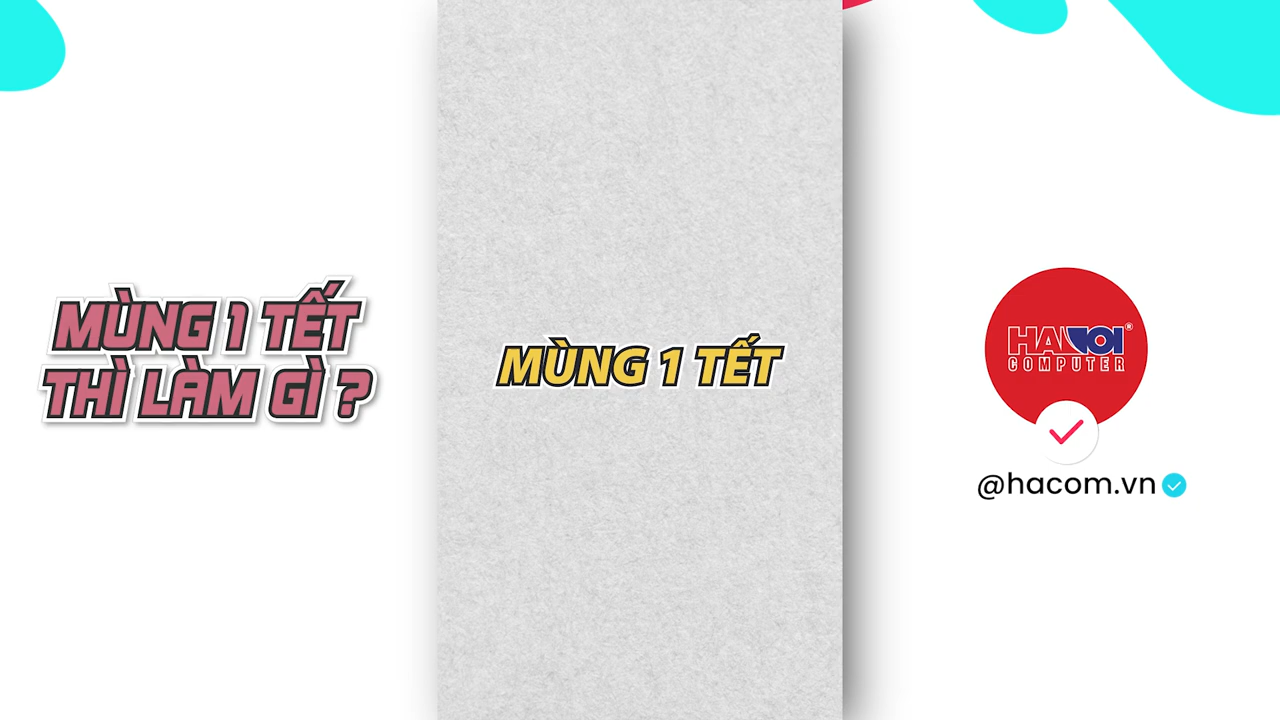 MÙNG 1 TẾT
THÌ LÀM GÌ ?
MÙNG 1 TẾT
HANOI
COMPUTER
@hacom.vn